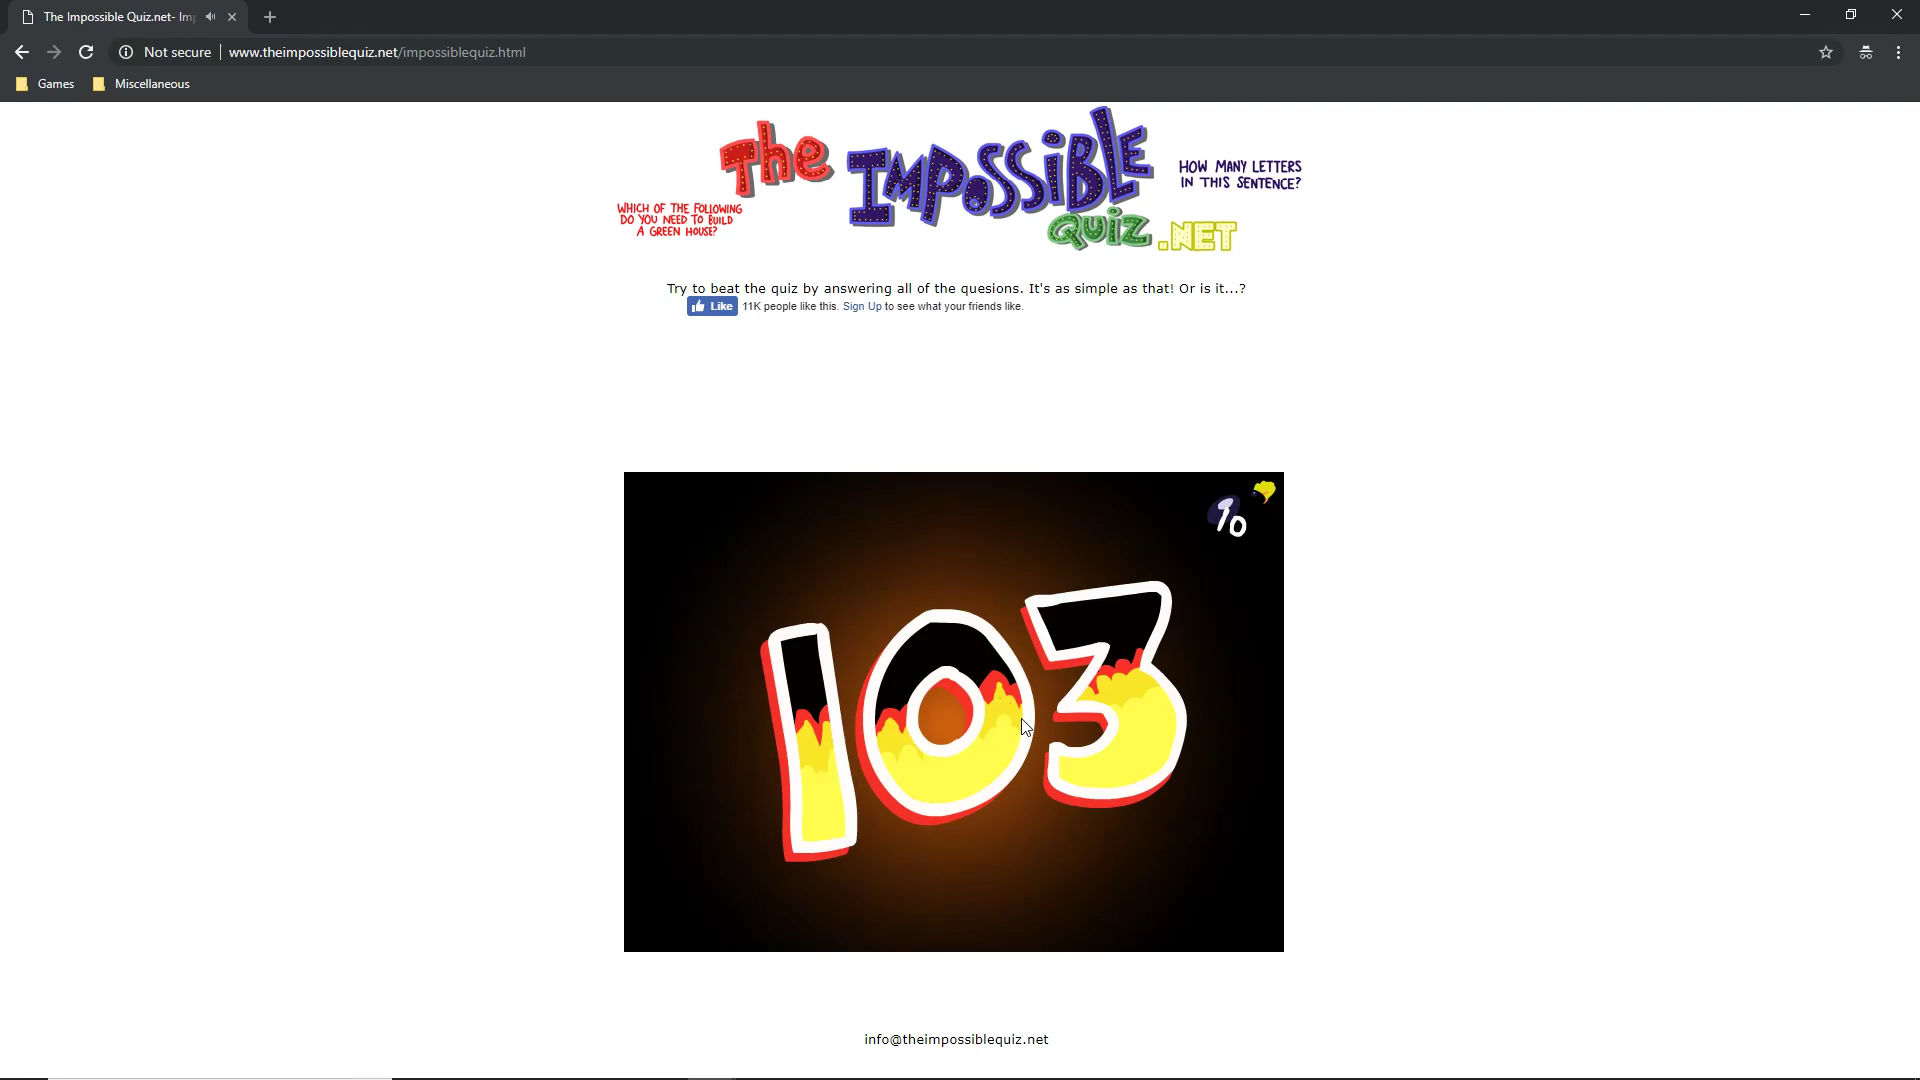 The Impossible Quiz.net- Im
Not secure
www.theimpossiblequiz.net/impossiblequiz.html
Games
Miscellaneous
The Impossible Quiz .NET
WHICH OF THE FOLLOWING
DO YOU NEED TO BUILD
A GREEN HOUSE?
HOW MANY LETTERS
IN THIS SENTENCE?
Try to beat the quiz by answering all of the quesions. It's as simple as that! Or is it...?
Like
11K people like this. Sign Up to see what your friends like.
10
103
info@theimpossiblequiz.net